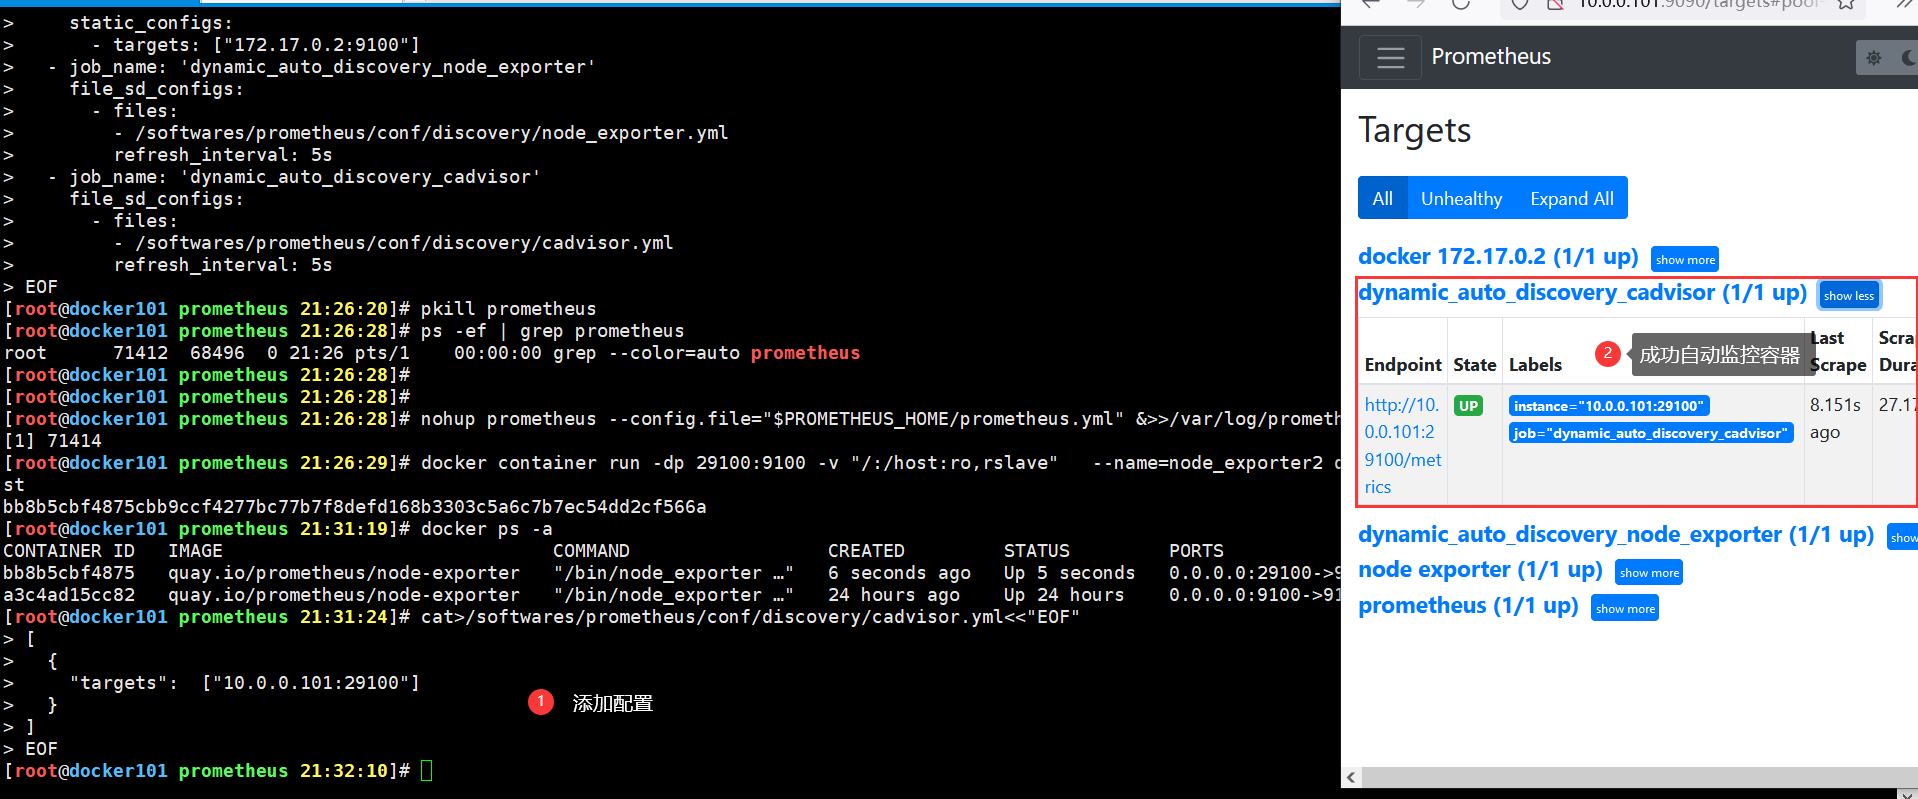 >     static_configs:
>       - targets: ["172.17.0.2:9100"]
>   - job_name: 'dynamic_auto_discovery_node_exporter'
>     file_sd_configs:
>       - files:
>         - /softwares/prometheus/conf/discovery/node_exporter.yml
>         refresh_interval: 5s
>   - job_name: 'dynamic_auto_discovery_cadvisor'
>     file_sd_configs:
>       - files:
>         - /softwares/prometheus/conf/discovery/cadvisor.yml
>         refresh_interval: 5s
> EOF
[root@docker101 prometheus 21:26:20]# pkill prometheus
[root@docker101 prometheus 21:26:28]# ps -ef | grep prometheus
root      71412  68496  0 21:26 pts/1    00:00:00 grep --color=auto prometheus
[root@docker101 prometheus 21:26:28]#
[root@docker101 prometheus 21:26:28]#
[root@docker101 prometheus 21:26:28]# nohup prometheus --config.file="$PROMETHEUS_HOME/prometheus.yml" &>>/var/log/prometh
[1] 71414
[root@docker101 prometheus 21:26:29]# docker container run -dp 29100:9100 -v "/:/host:ro,rslave"   --name=node_exporter2
st
bb8b5cbf4875cbb9ccf4277bc77b7f8defd168b3303c5a6c7b7ec54dd2cf566a
[root@docker101 prometheus 21:31:19]# docker ps -a
CONTAINER ID   IMAGE                              COMMAND                  CREATED         STATUS         PORTS
bb8b5cbf4875   quay.io/prometheus/node-exporter   "/bin/node_exporter …"   6 seconds ago   Up 5 seconds   0.0.0.0:29100->9
a3c4ad15cc82   quay.io/prometheus/node-exporter   "/bin/node_exporter …"   24 hours ago    Up 24 hours    0.0.0.0:9100->91
[root@docker101 prometheus 21:31:24]# cat>/softwares/prometheus/conf/discovery/cadvisor.yml<<"EOF"
> [
>   {
>     "targets":  ["10.0.0.101:29100"]
>   }
> ]
> EOF
[root@docker101 prometheus 21:32:10]#
1 添加配置
10.0.0.101:9090/targets#pool-
Prometheus
Targets
All Unhealthy Expand All
docker 172.17.0.2 (1/1 up) show more
dynamic_auto_discovery_cadvisor (1/1 up) show less
2 成功自动监控容器
Endpoint State Labels Last Scrape Scra Dura
http://10.0.0.101:29100/metrics UP instance="10.0.0.101:29100" 8.151s ago 27.17
job="dynamic_auto_discovery_cadvisor"
dynamic_auto_discovery_node_exporter (1/1 up) show
node exporter (1/1 up) show more
prometheus (1/1 up) show more